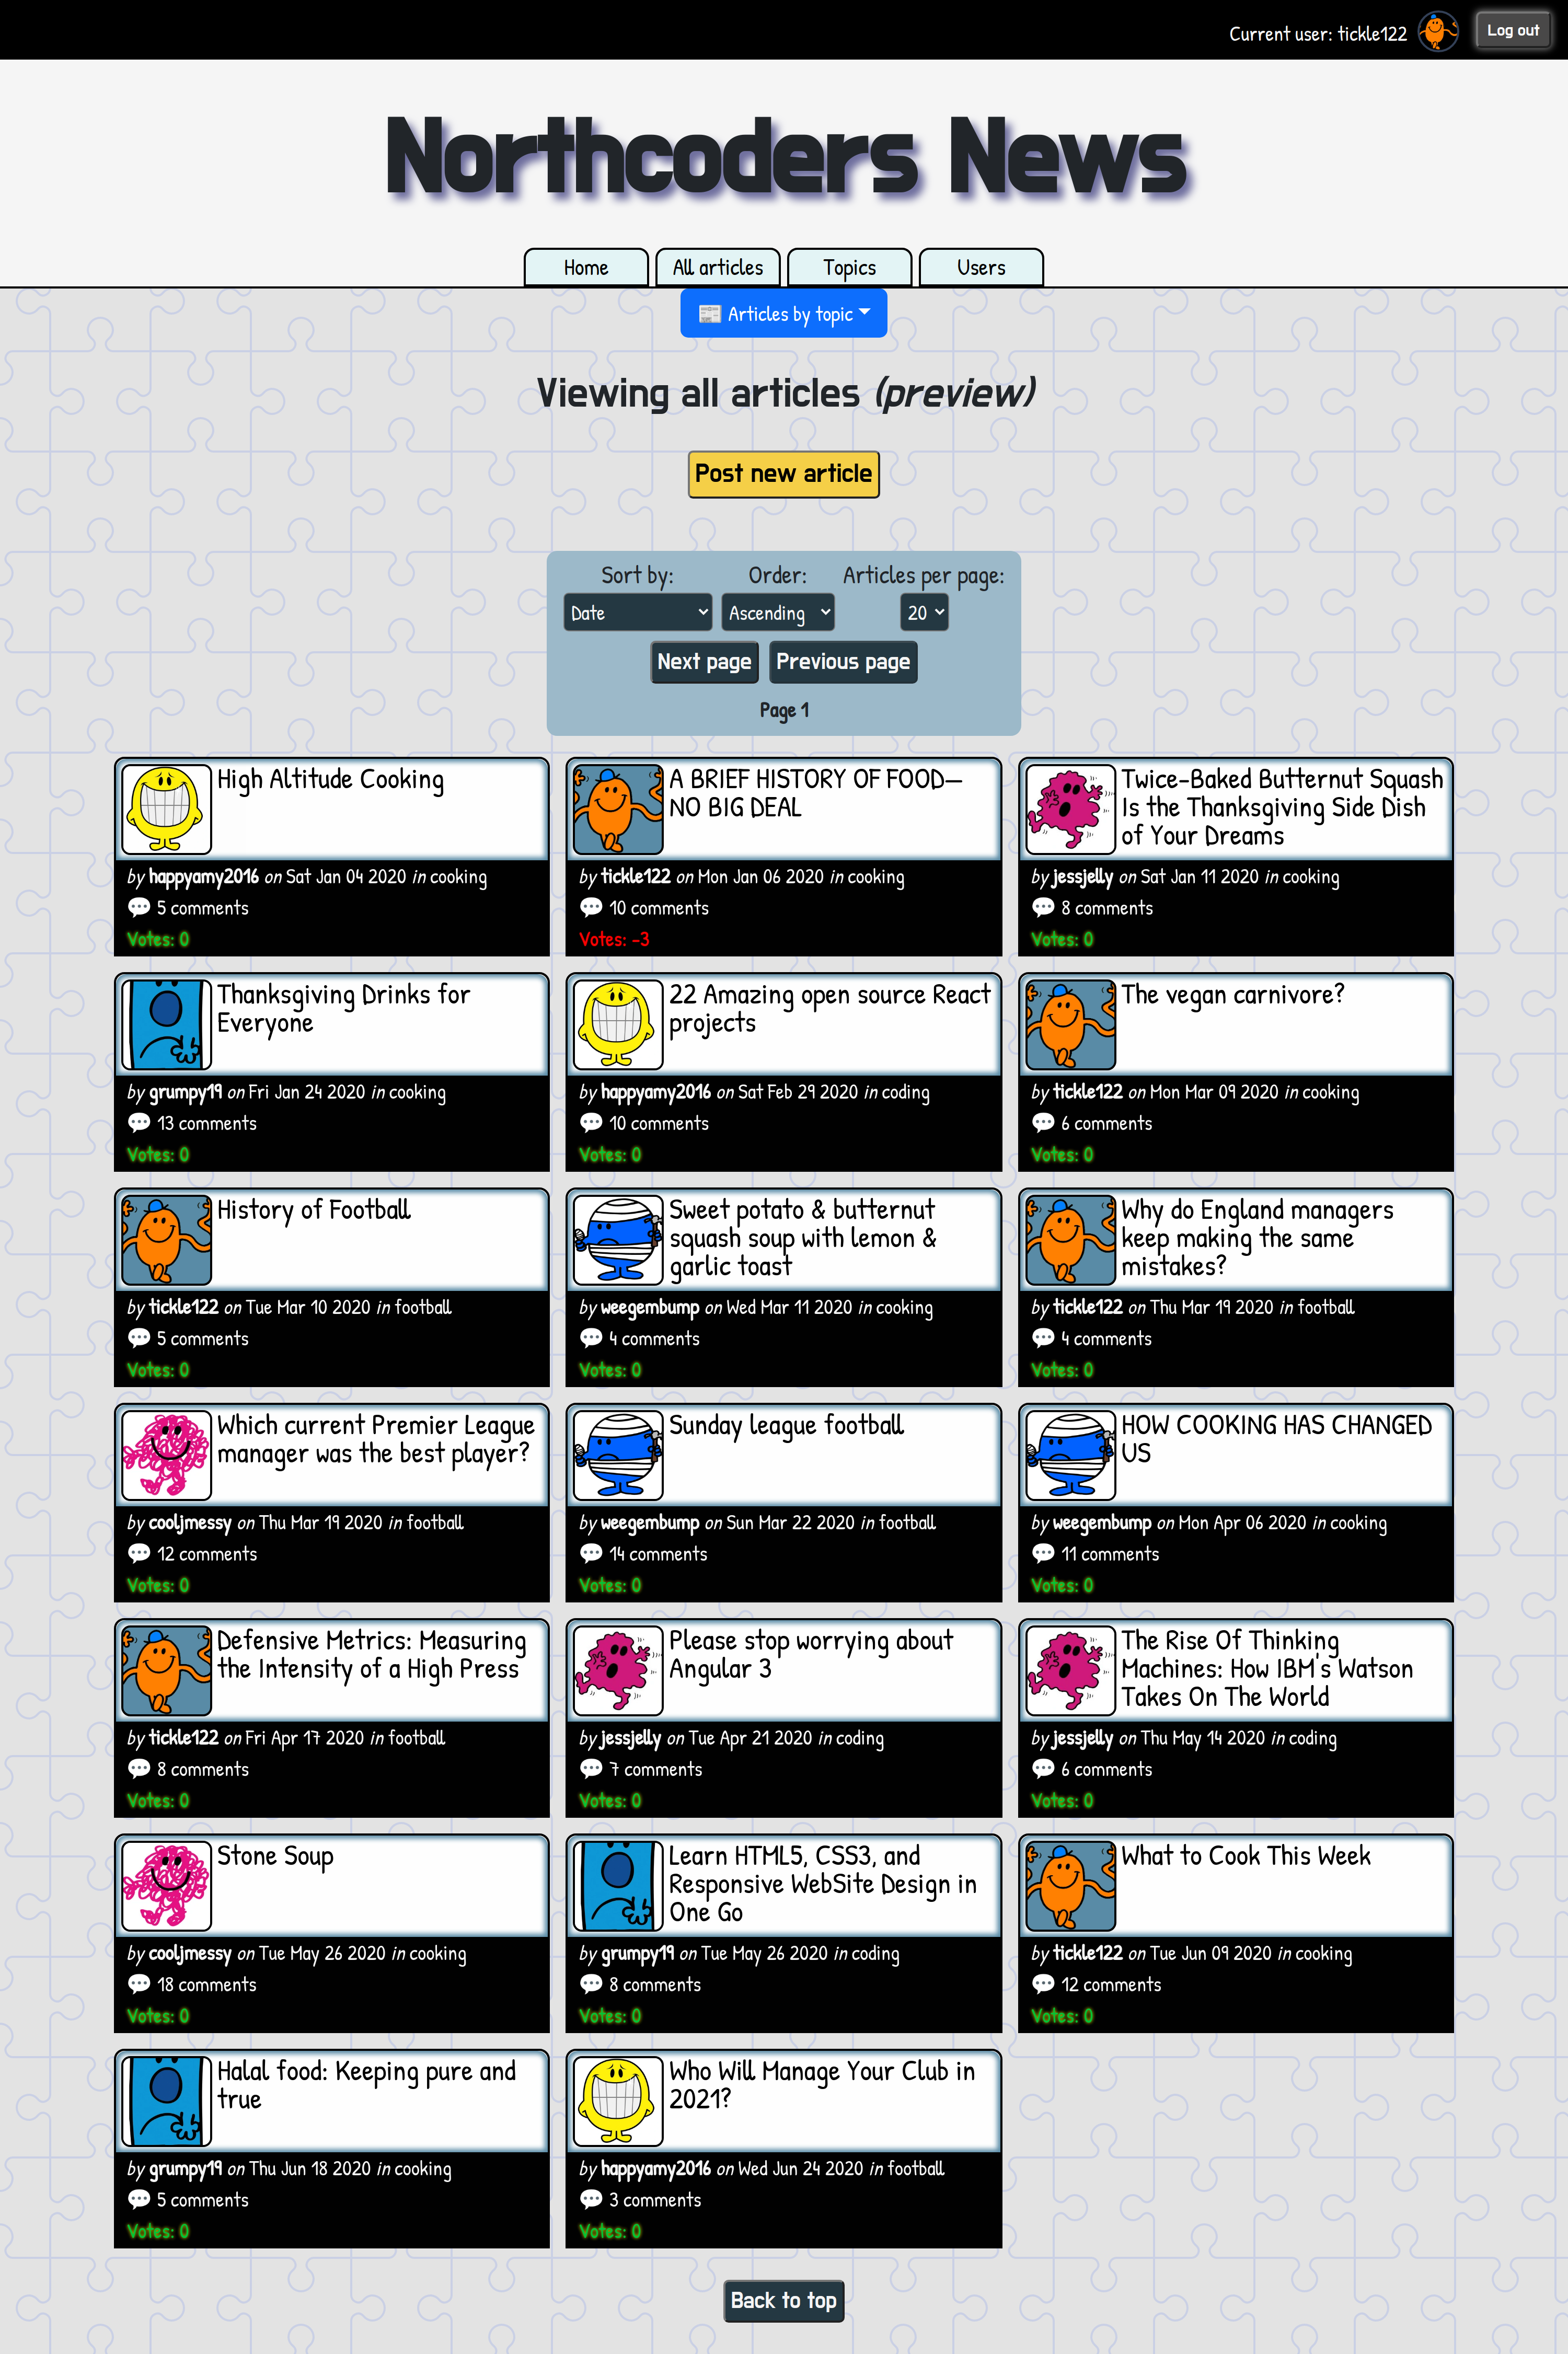 Current user: tickle122
Log out
Northcoders News
Home
All articles
Topics
Users
📰 Articles by topic
Viewing all articles (preview)
Post new article
Sort by:
Order:
Articles per page:
Date
Ascending
20
Next page
Previous page
Page 1
High Altitude Cooking
by happyamy2016 on Sat Jan 04 2020 in cooking
💬 5 comments
Votes: 0
A BRIEF HISTORY OF FOOD—
NO BIG DEAL
by tickle122 on Mon Jan 06 2020 in cooking
💬 10 comments
Votes: -3
Twice-Baked Butternut Squash
Is the Thanksgiving Side Dish
of Your Dreams
by jessjelly on Sat Jan 11 2020 in cooking
💬 8 comments
Votes: 0
Thanksgiving Drinks for
Everyone
by grumpy19 on Fri Jan 24 2020 in cooking
💬 13 comments
Votes: 0
22 Amazing open source React
projects
by happyamy2016 on Sat Feb 29 2020 in coding
💬 10 comments
Votes: 0
The vegan carnivore?
by tickle122 on Mon Mar 09 2020 in cooking
💬 6 comments
Votes: 0
History of Football
by tickle122 on Tue Mar 10 2020 in football
💬 5 comments
Votes: 0
Sweet potato & butternut
squash soup with lemon &
garlic toast
by weegembump on Wed Mar 11 2020 in cooking
💬 4 comments
Votes: 0
Why do England managers
keep making the same
mistakes?
by tickle122 on Thu Mar 19 2020 in football
💬 4 comments
Votes: 0
Which current Premier League
manager was the best player?
by cooljmessy on Thu Mar 19 2020 in football
💬 12 comments
Votes: 0
Sunday league football
by weegembump on Sun Mar 22 2020 in football
💬 14 comments
Votes: 0
HOW COOKING HAS CHANGED
US
by weegembump on Mon Apr 06 2020 in cooking
💬 11 comments
Votes: 0
Defensive Metrics: Measuring
the Intensity of a High Press
by tickle122 on Fri Apr 17 2020 in football
💬 8 comments
Votes: 0
Please stop worrying about
Angular 3
by jessjelly on Tue Apr 21 2020 in coding
💬 7 comments
Votes: 0
The Rise Of Thinking
Machines: How IBM's Watson
Takes On The World
by jessjelly on Thu May 14 2020 in coding
💬 6 comments
Votes: 0
Stone Soup
by cooljmessy on Tue May 26 2020 in cooking
💬 18 comments
Votes: 0
Learn HTML5, CSS3, and
Responsive WebSite Design in
One Go
by grumpy19 on Tue May 26 2020 in coding
💬 8 comments
Votes: 0
What to Cook This Week
by tickle122 on Tue Jun 09 2020 in cooking
💬 12 comments
Votes: 0
Halal food: Keeping pure and
true
by grumpy19 on Thu Jun 18 2020 in cooking
💬 5 comments
Votes: 0
Who Will Manage Your Club in
2021?
by happyamy2016 on Wed Jun 24 2020 in football
💬 3 comments
Votes: 0
Back to top